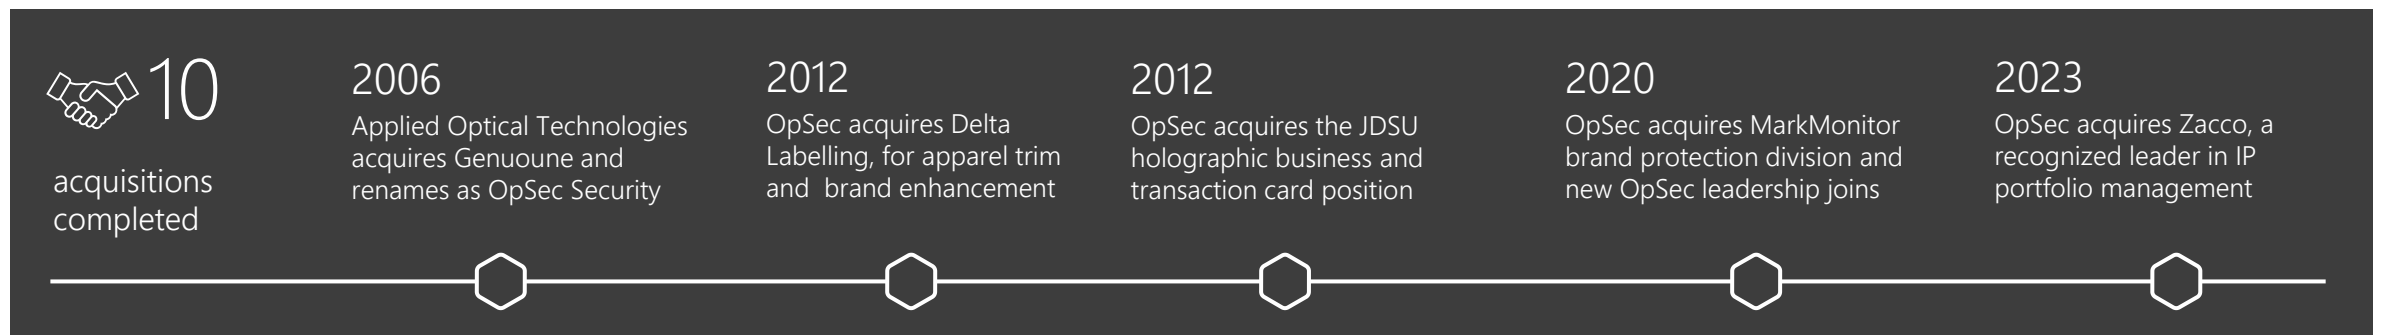 10
acquisitions
completed
2006
Applied Optical Technologies
acquires Genuoune and
renames as OpSec Security
2012
OpSec acquires Delta
Labelling, for apparel trim
and  brand enhancement
2012
OpSec acquires the JDSU
holographic business and
transaction card position
2020
OpSec acquires MarkMonitor
brand protection division and
new OpSec leadership joins
2023
OpSec acquires Zacco, a
recognized leader in IP
portfolio management